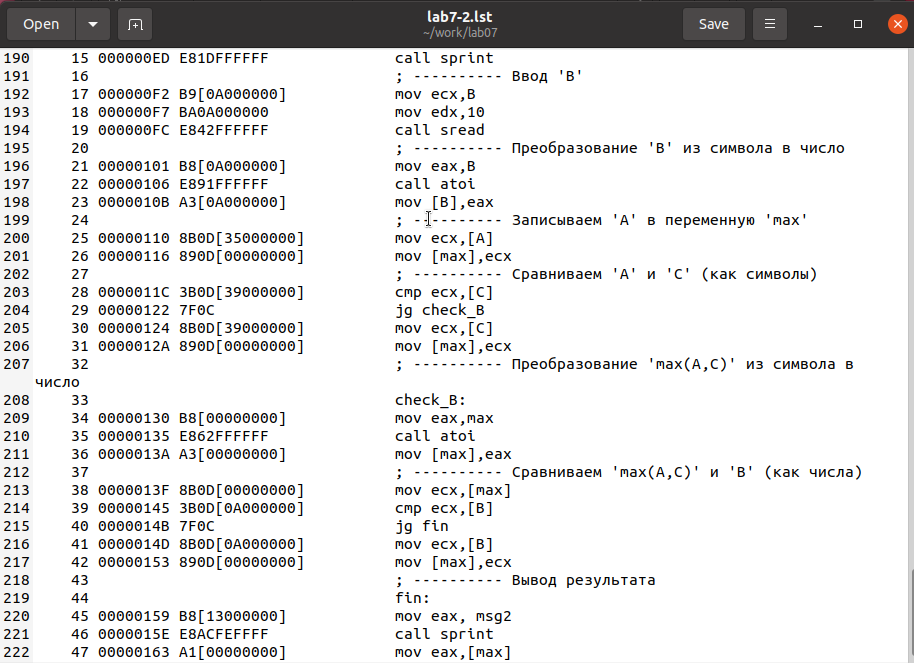 Open
lab7-2.lst
~/work/lab07
Save
190 15 000000ED E81DFFFFFF call sprint
191 16 ; ---------- Ввод 'B'
192 17 000000F2 B9[0A000000] mov ecx,B
193 18 000000F7 BA0A000000 mov edx,10
194 19 000000FC E842FFFFFF call sread
195 20 ; ---------- Преобразование 'B' из символа в число
196 21 00000101 B8[0A000000] mov eax,B
197 22 00000106 E891FFFFFF call atoi
198 23 0000010B A3[0A000000] mov [B],eax
199 24 ; ---------- Записываем 'A' в переменную 'max'
200 25 00000110 8B0D[35000000] mov ecx,[A]
201 26 00000116 890D[00000000] mov [max],ecx
202 27 ; ---------- Сравниваем 'A' и 'C' (как символы)
203 28 0000011C 3B0D[39000000] cmp ecx,[C]
204 29 00000122 7F0C jg check_B
205 30 00000124 8B0D[39000000] mov ecx,[C]
206 31 0000012A 890D[00000000] mov [max],ecx
207 32 ; ---------- Преобразование 'max(A,C)' из символа в
число
208 33 check_B:
209 34 00000130 B8[00000000] mov eax,max
210 35 00000135 E862FFFFFF call atoi
211 36 0000013A A3[00000000] mov [max],eax
212 37 ; ---------- Сравниваем 'max(A,C)' и 'B' (как числа)
213 38 0000013F 8B0D[00000000] mov ecx,[max]
214 39 00000145 3B0D[0A000000] cmp ecx,[B]
215 40 0000014B 7F0C jg fin
216 41 0000014D 8B0D[0A000000] mov ecx,[B]
217 42 00000153 890D[00000000] mov [max],ecx
218 43 ; ---------- Вывод результата
219 44 fin:
220 45 00000159 B8[13000000] mov eax, msg2
221 46 0000015E E8ACFEFFFF call sprint
222 47 00000163 A1[00000000] mov eax,[max]